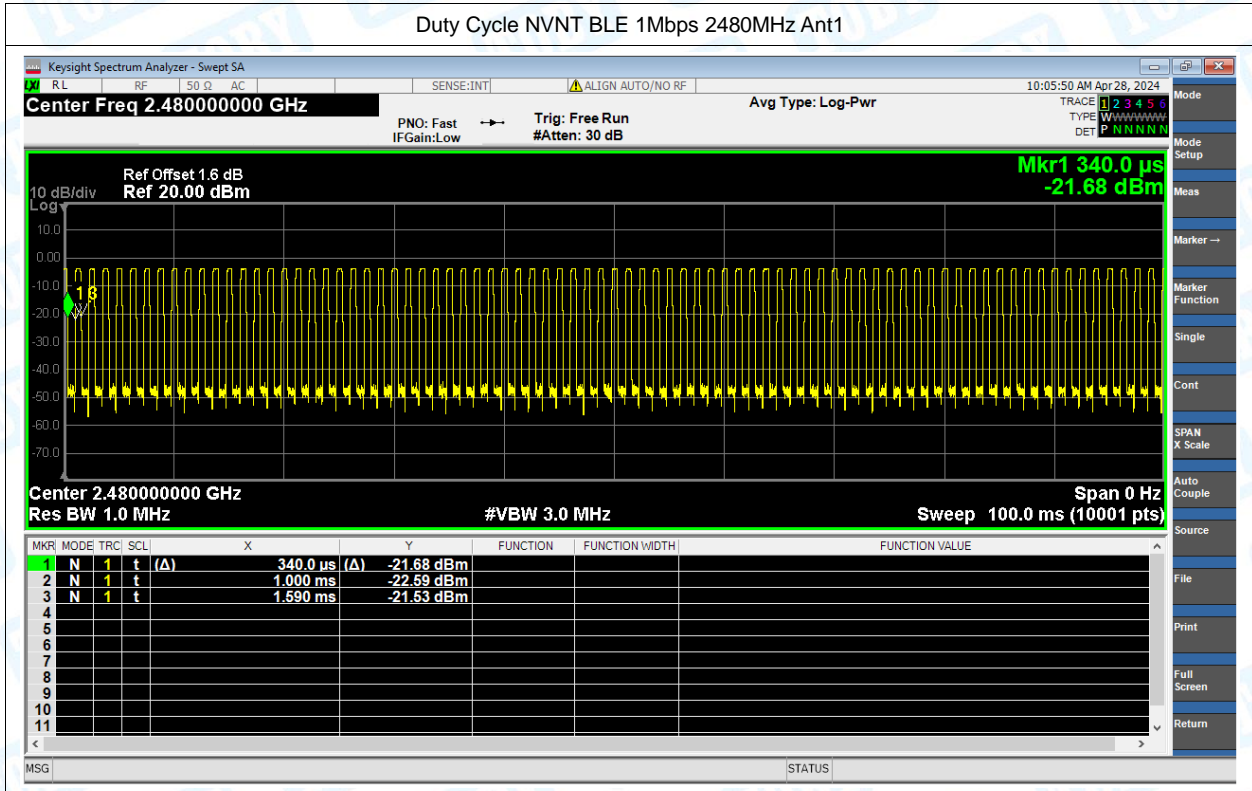 Duty Cycle NVNT BLE 1Mbps 2480MHz Ant1
Keysight Spectrum Analyzer - Swept SA
LXI RL RF 50 Ω AC SENSE:INT ALIGN AUTO/NO RF 10:05:50 AM Apr 28, 2024
Center Freq 2.480000000 GHz
PNO: Fast
IFGain:Low
Trig: Free Run
#Atten: 30 dB
Avg Type: Log-Pwr
TRACE 1 2 3 4 5 6
TYPE WWWWWW
DET P N N N N N
Mkr1 340.0 µs
-21.68 dBm
Ref Offset 1.6 dB
10 dB/div Ref 20.00 dBm
Log
10.0
0.00
-10.0
-20.0
-30.0
-40.0
-50.0
-60.0
-70.0
1 3
Center 2.480000000 GHz Span 0 Hz
Res BW 1.0 MHz #VBW 3.0 MHz Sweep 100.0 ms (10001 pts)
MKR MODE TRC SCL X Y FUNCTION FUNCTION WIDTH FUNCTION VALUE
1 N 1 t (Δ) 340.0 µs (Δ) -21.68 dBm
2 N 1 t 1.000 ms -22.59 dBm
3 N 1 t 1.590 ms -21.53 dBm
4
5
6
7
8
9
10
11
MSG STATUS
Mode
Mode
Setup
Meas
Marker →
Marker
Function
Single
Cont
SPAN
X Scale
Auto
Couple
Source
File
Print
Full
Screen
Return